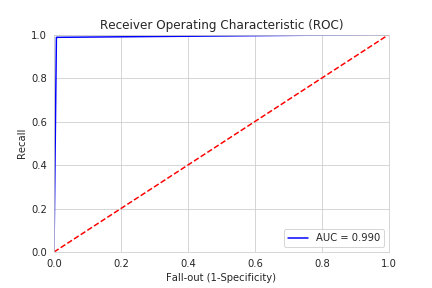 Receiver Operating Characteristic (ROC)
1.0
0.8
0.6
0.4
0.2
0.0
Recall
0.0 0.2 0.4 0.6 0.8 1.0
Fall-out (1-Specificity)
AUC = 0.990